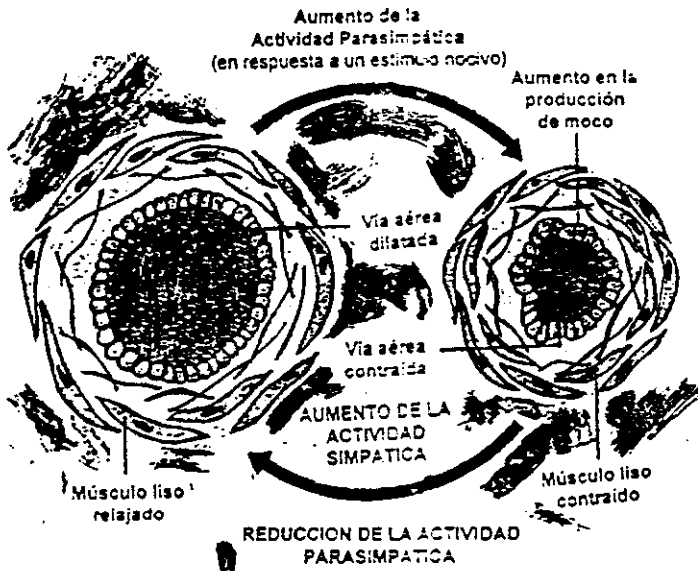 Aumento de la
Actividad Parasimpática
(en respuesta a un estímulo nocivo)
Aumento en la
producción
de moco
Vía aérea
dilatada
Vía aérea
contraída
AUMENTO DE LA
ACTIVIDAD
SIMPATICA
Músculo liso
relajado
Músculo liso
contraído
REDUCCION DE LA ACTIVIDAD
PARASIMPATICA